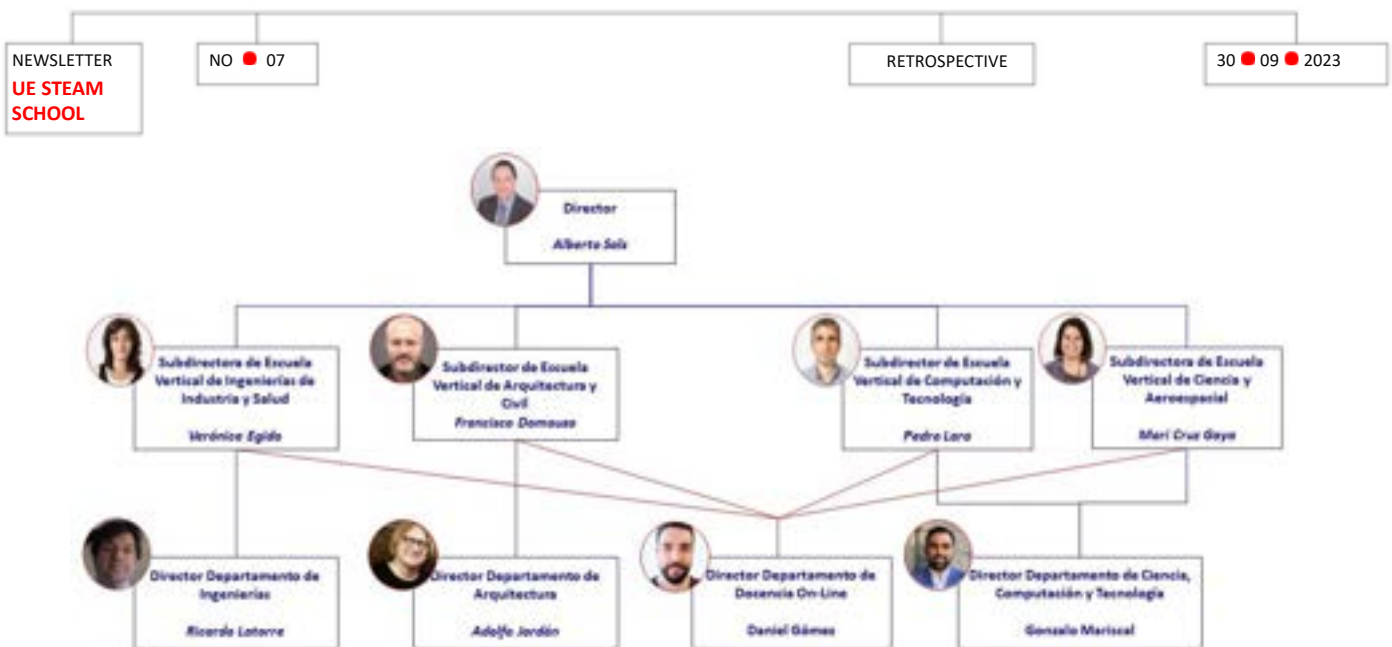 NEWSLETTER
UE STEAM
SCHOOL
NO 07
RETROSPECTIVE
30 09 2023
Director
Alberto Sols
Subdirectora de Escuela
Vertical de Ingenierías de
Industria y Salud
Verónica Egido
Subdirector de Escuela
Vertical de Arquitectura y
Civil
Francisco Domouso
Subdirector de Escuela
Vertical de Computación y
Tecnología
Pedro Lara
Subdirectora de Escuela
Vertical de Ciencia y
Aeroespacial
Mari Cruz Gaya
Director Departamento de
Ingenierías
Ricardo Latorre
Director Departamento de
Arquitectura
Adolfo Jordán
Director Departamento de
Docencia On-Line
Daniel Gómez
Director Departamento de Ciencia,
Computación y Tecnología
Gonzalo Mariscal